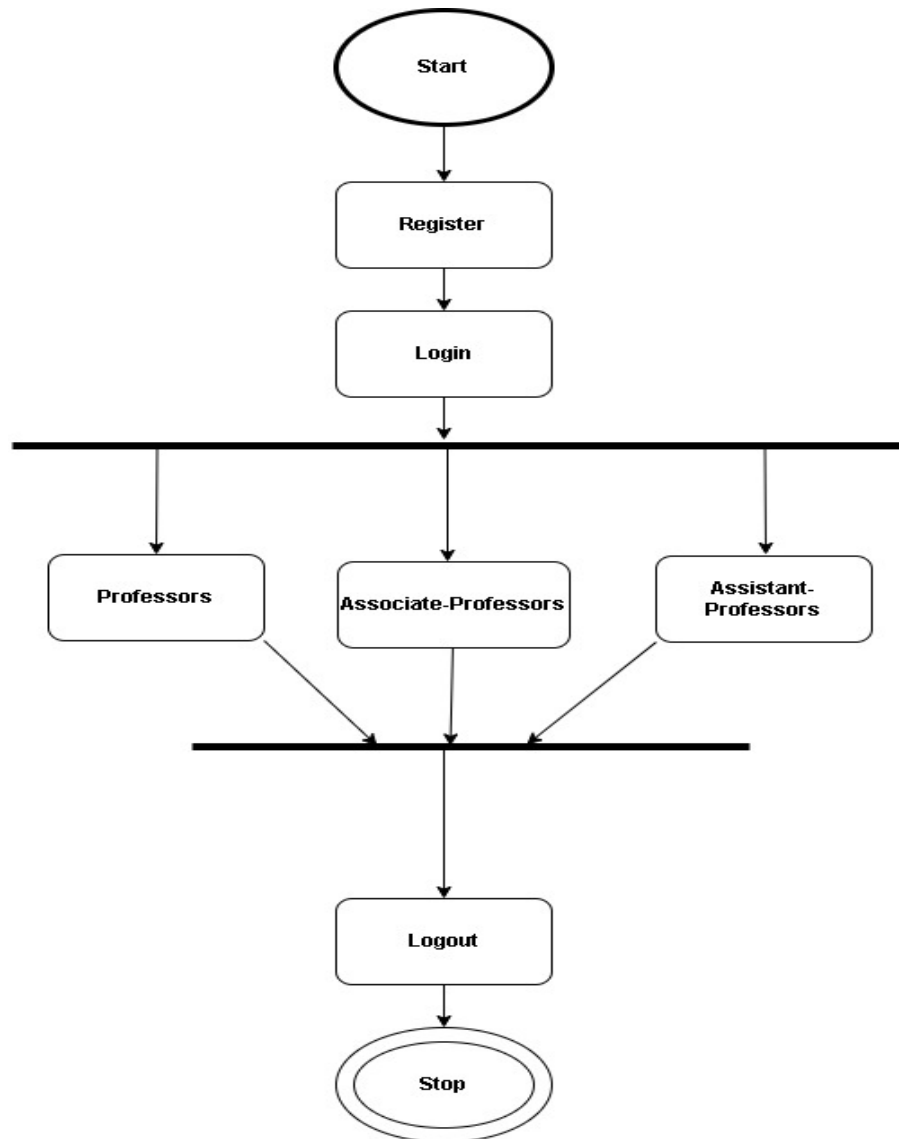 Start
Register
Login
Professors
Associate-Professors
Assistant-
Professors
Logout
Stop